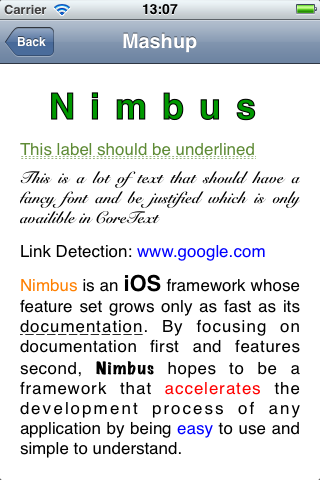 Carrier 13:07
Back Mashup
Nimbus
This label should be underlined
This is a lot of text that should have a
fancy font and be justified which is only
availible in CoreText
Link Detection: www.google.com
Nimbus is an iOS framework whose
feature set grows only as fast as its
documentation. By focusing on
documentation first and features
second, Nimbus hopes to be a
framework that accelerates the
development process of any
application by being easy to use and
simple to understand.